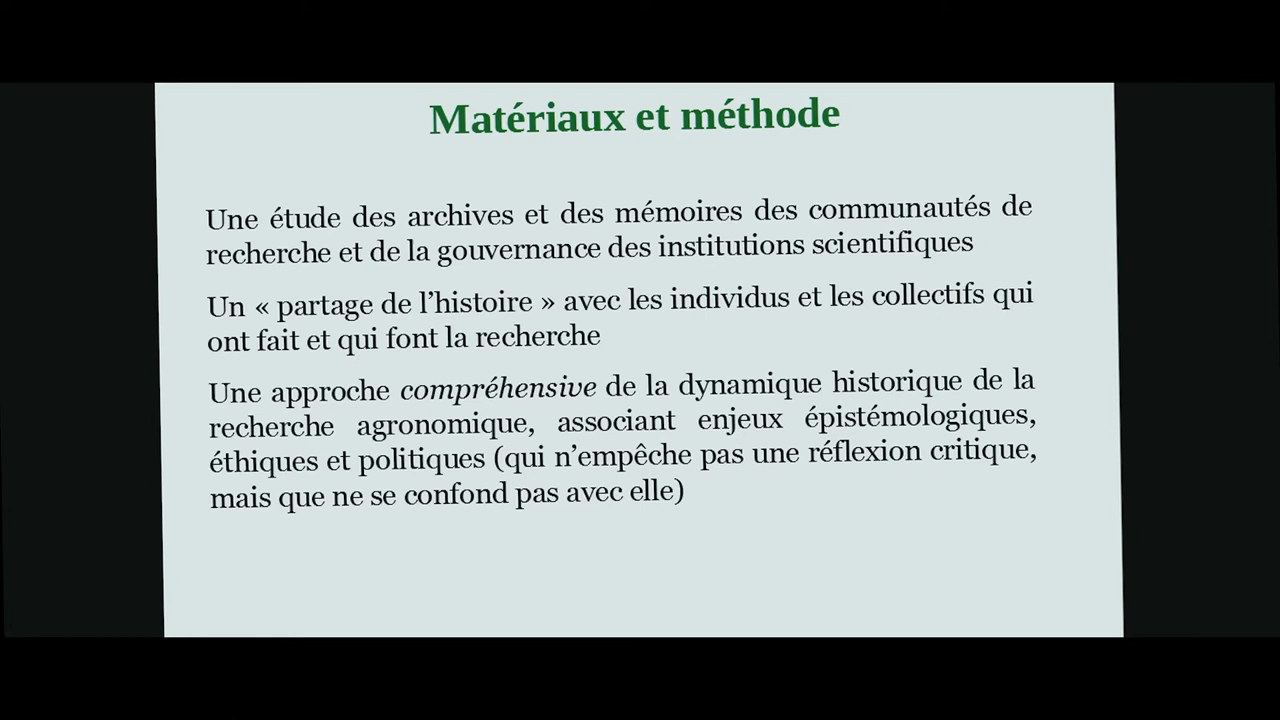 Matériaux et méthode
Une étude des archives et des mémoires des communautés de
recherche et de la gouvernance des institutions scientifiques
Un « partage de l’histoire » avec les individus et les collectifs qui
ont fait et qui font la recherche
Une approche compréhensive de la dynamique historique de la
recherche agronomique, associant enjeux épistémologiques,
éthiques et politiques (qui n’empêche pas une réflexion critique,
mais que ne se confond pas avec elle)